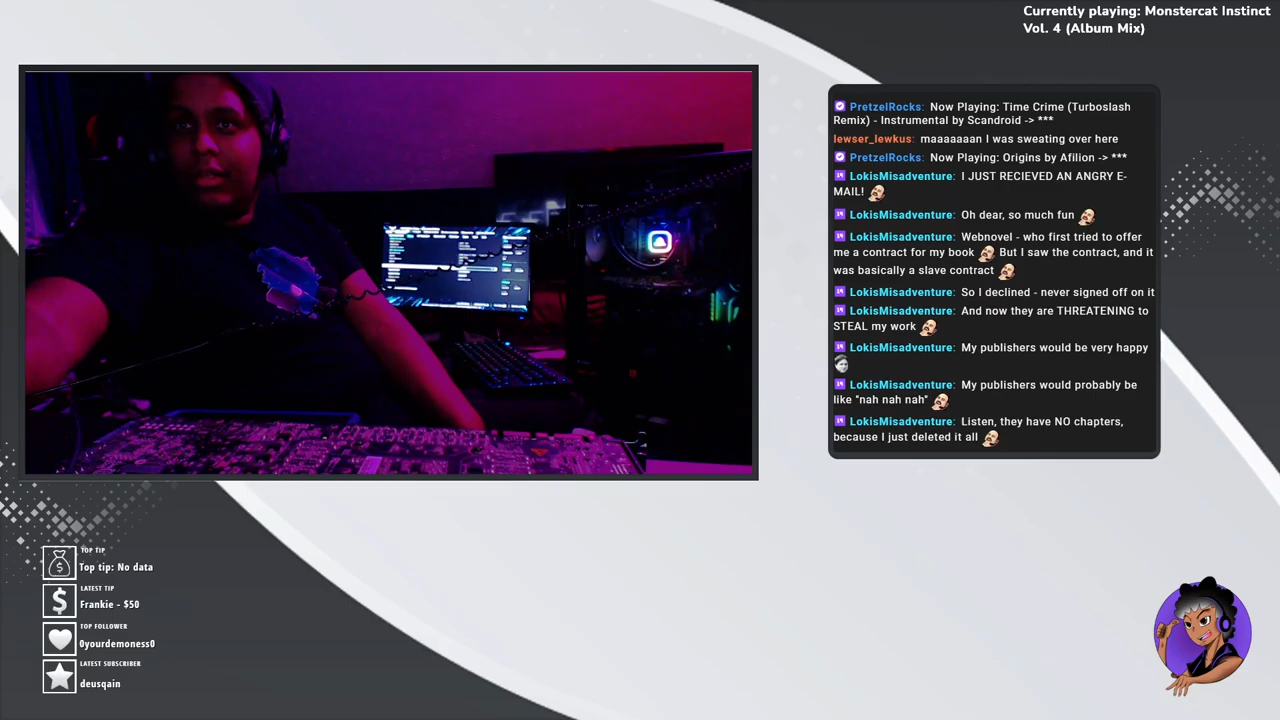 Currently playing: Monstercat Instinct
Vol. 4 (Album Mix)
PretzelRocks: Now Playing: Time Crime (Turboslash
Remix) - Instrumental by Scandroid -> ***
lewser_lewkus: maaaaaaan I was sweating over here
PretzelRocks: Now Playing: Origins by Afilion -> ***
LokisMisadventure: I JUST RECIEVED AN ANGRY E-
MAIL!
LokisMisadventure: Oh dear, so much fun
LokisMisadventure: Webnovel - who first tried to offer
me a contract for my book But I saw the contract, and it
was basically a slave contract
LokisMisadventure: So I declined - never signed off on it
LokisMisadventure: And now they are THREATENING to
STEAL my work
LokisMisadventure: My publishers would be very happy
LokisMisadventure: My publishers would probably be
like "nah nah nah"
LokisMisadventure: Listen, they have NO chapters,
because I just deleted it all
TOP TIP
Top tip: No data
LATEST TIP
Frankie - $50
TOP FOLLOWER
0yourdemoness0
LATEST SUBSCRIBER
deusqain